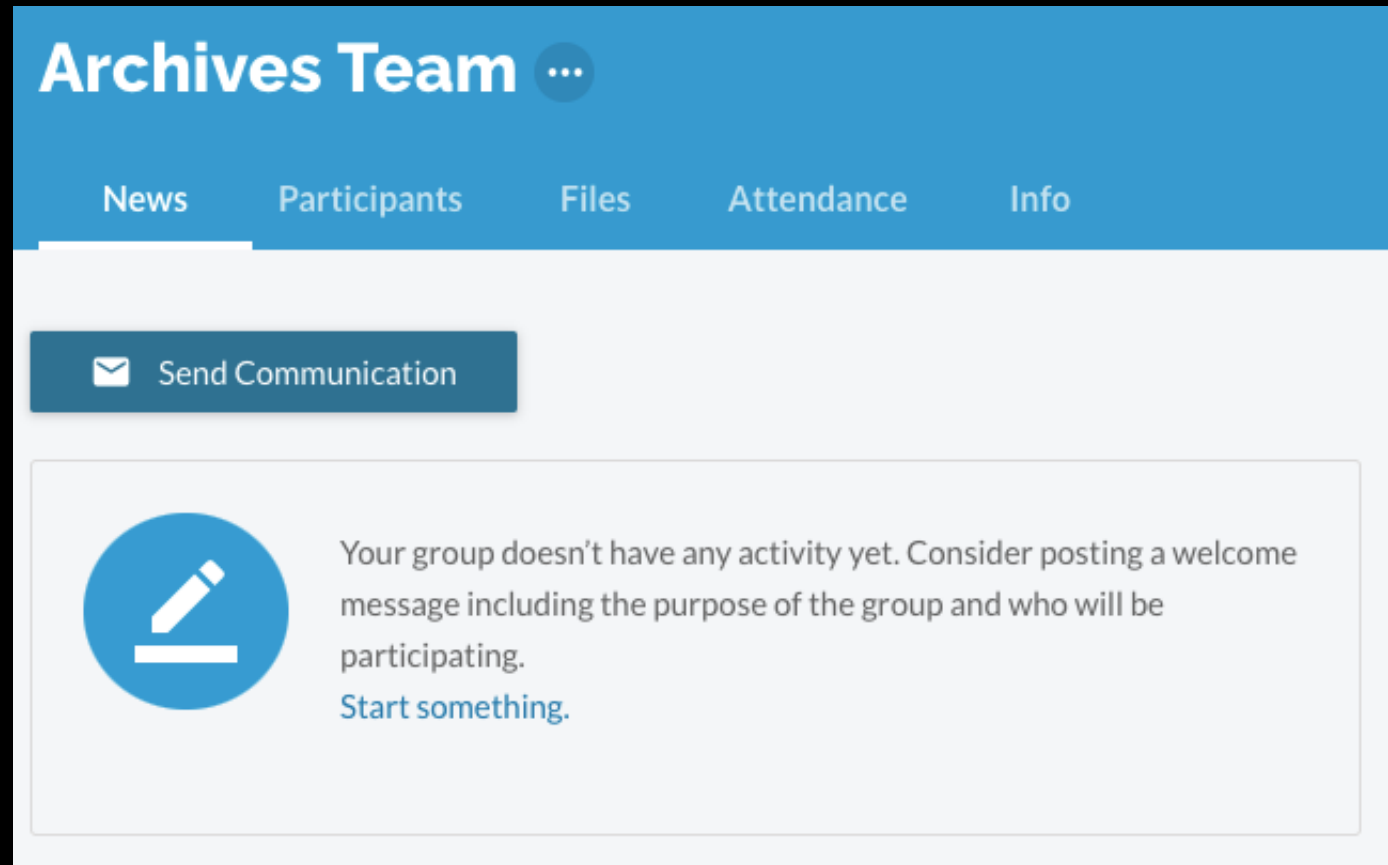 Archives Team
News Participants Files Attendance Info
Send Communication
Your group doesn’t have any activity yet. Consider posting a welcome
message including the purpose of the group and who will be
participating.
Start something.